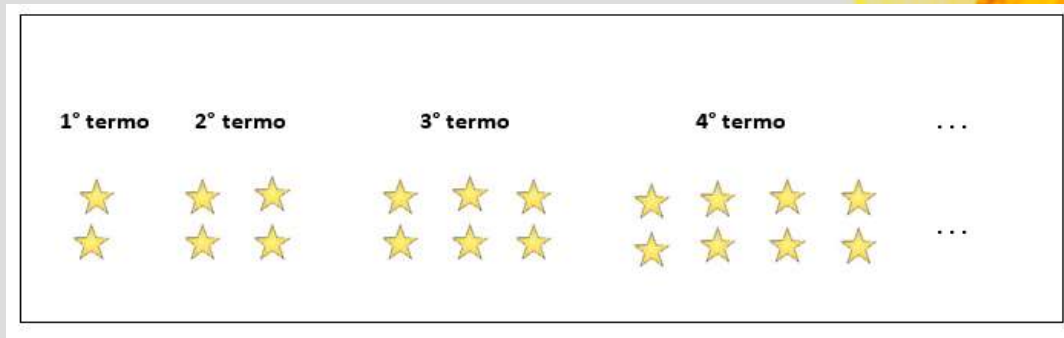 1° termo 2° termo 3° termo 4° termo . . .
. . .